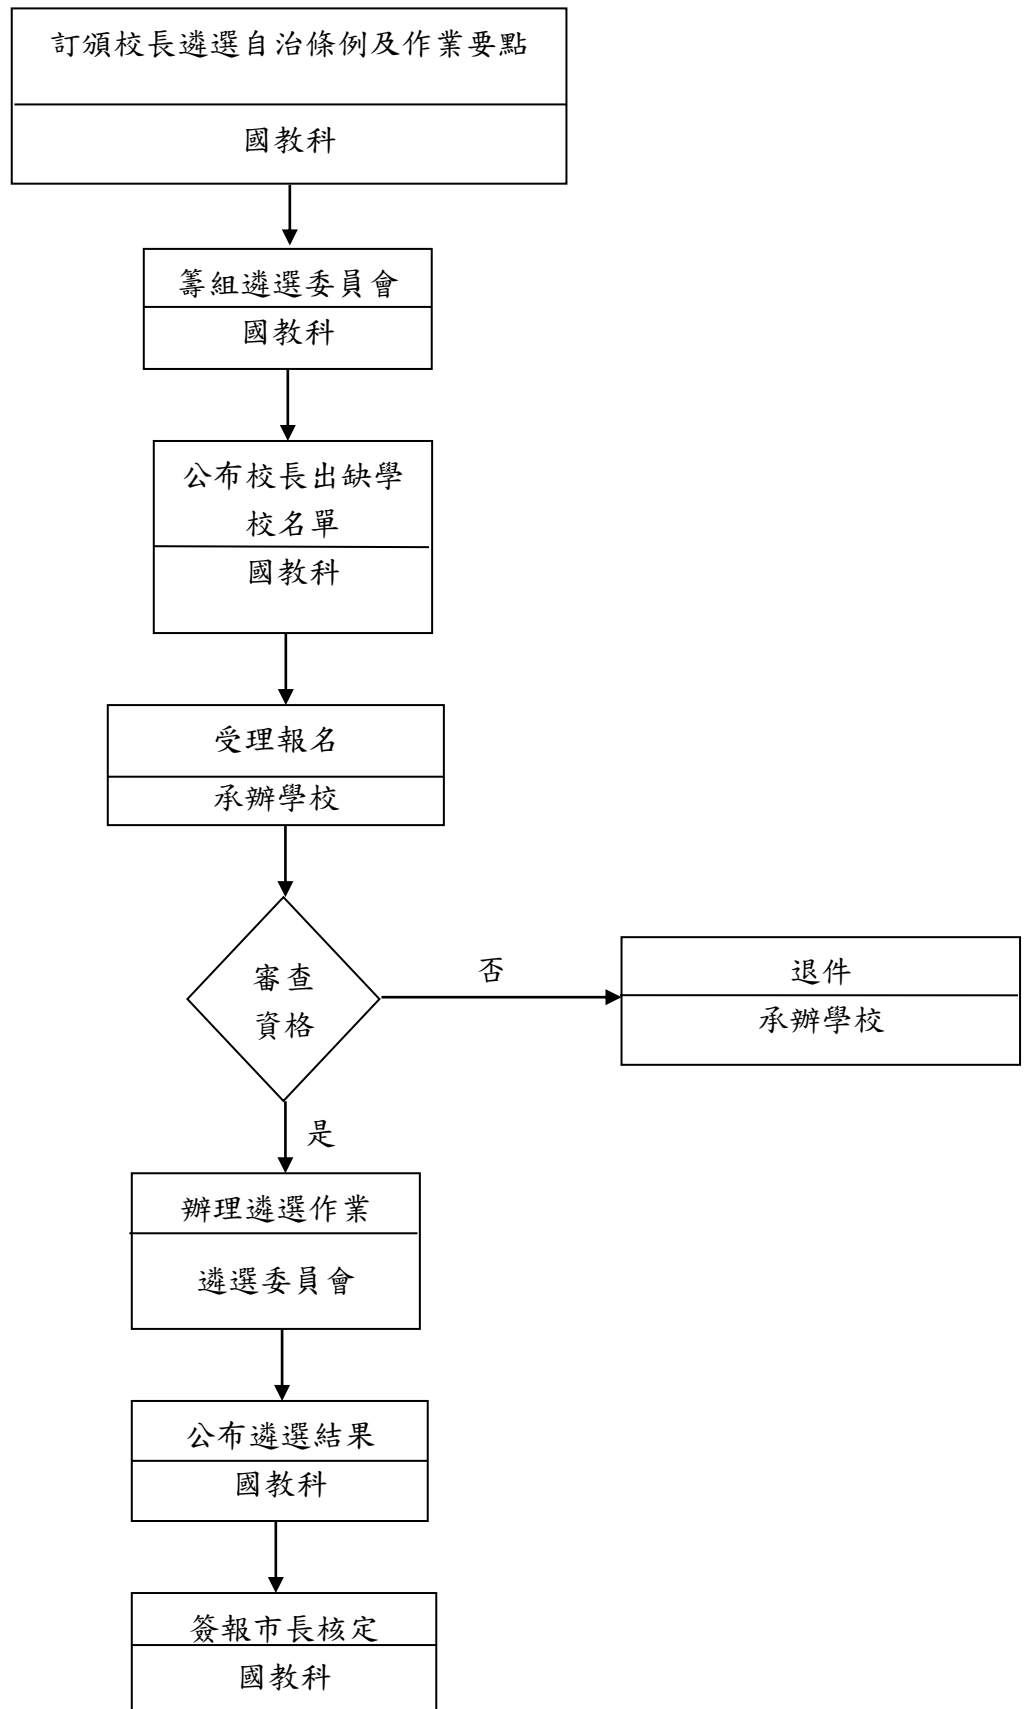 訂頒校長遴選自治條例及作業要點
國教科
籌組遴選委員會
國教科
公布校長出缺學
校名單
國教科
受理報名
承辦學校
審查
資格
否
退件
承辦學校
是
辦理遴選作業
遴選委員會
公布遴選結果
國教科
簽報市長核定
國教科